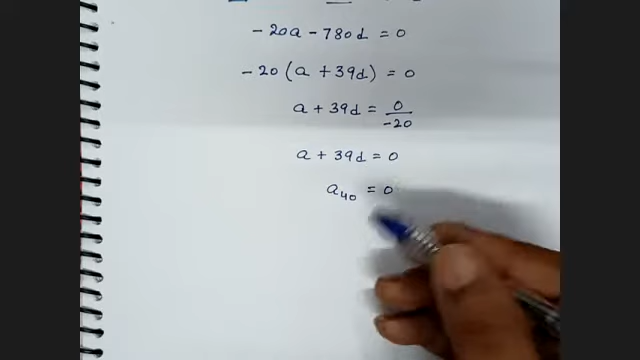 -20a - 780d = 0
-20(a + 39d) = 0
a + 39d = 0/-20
a + 39d = 0
a40 = 0